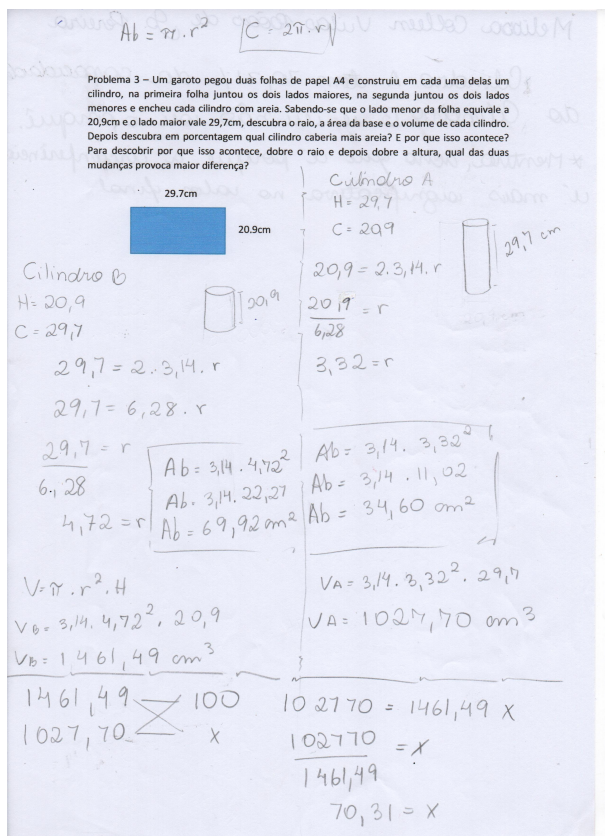 Ab = π . r² C = 2π . r
Problema 3 – Um garoto pegou duas folhas de papel A4 e construiu em cada uma delas um
cilindro, na primeira folha juntou os dois lados maiores, na segunda juntou os dois lados
menores e encheu cada cilindro com areia. Sabendo-se que o lado menor da folha equivale a
20,9cm e o lado maior vale 29,7cm, descubra o raio, a área da base e o volume de cada cilindro.
Depois descubra em porcentagem qual cilindro caberia mais areia? E por que isso acontece?
Para descobrir por que isso acontece, dobre o raio e depois dobre a altura, qual das duas
mudanças provoca maior diferença?
29.7cm
20.9cm
Cilindro A
H = 29,7
C = 20,9
29,7 cm
20,9 = 2.3,14.r
20,9 = r
6,28
3,32 = r
Cilindro B
H = 20,9
C = 29,7
20,9
29,7 = 2.3,14.r
29,7 = 6,28 . r
29,7 = r
6,28
4,72 = r
Ab = 3,14 . 4,72²
Ab = 3,14 . 22,27
Ab = 69,92 cm²
Ab = 3,14 . 3,32²
Ab = 3,14 . 11,02
Ab = 34,60 cm²
V = π . r² . H
VB = 3,14 . 4,72² . 20,9
VB = 1461,49 cm³
VA = 3,14 . 3,32² . 29,7
VA = 1027,70 cm³
1461,49 100
1027,70 x
102770 = 1461,49 x
102770 = x
1461,49
70,31 = x